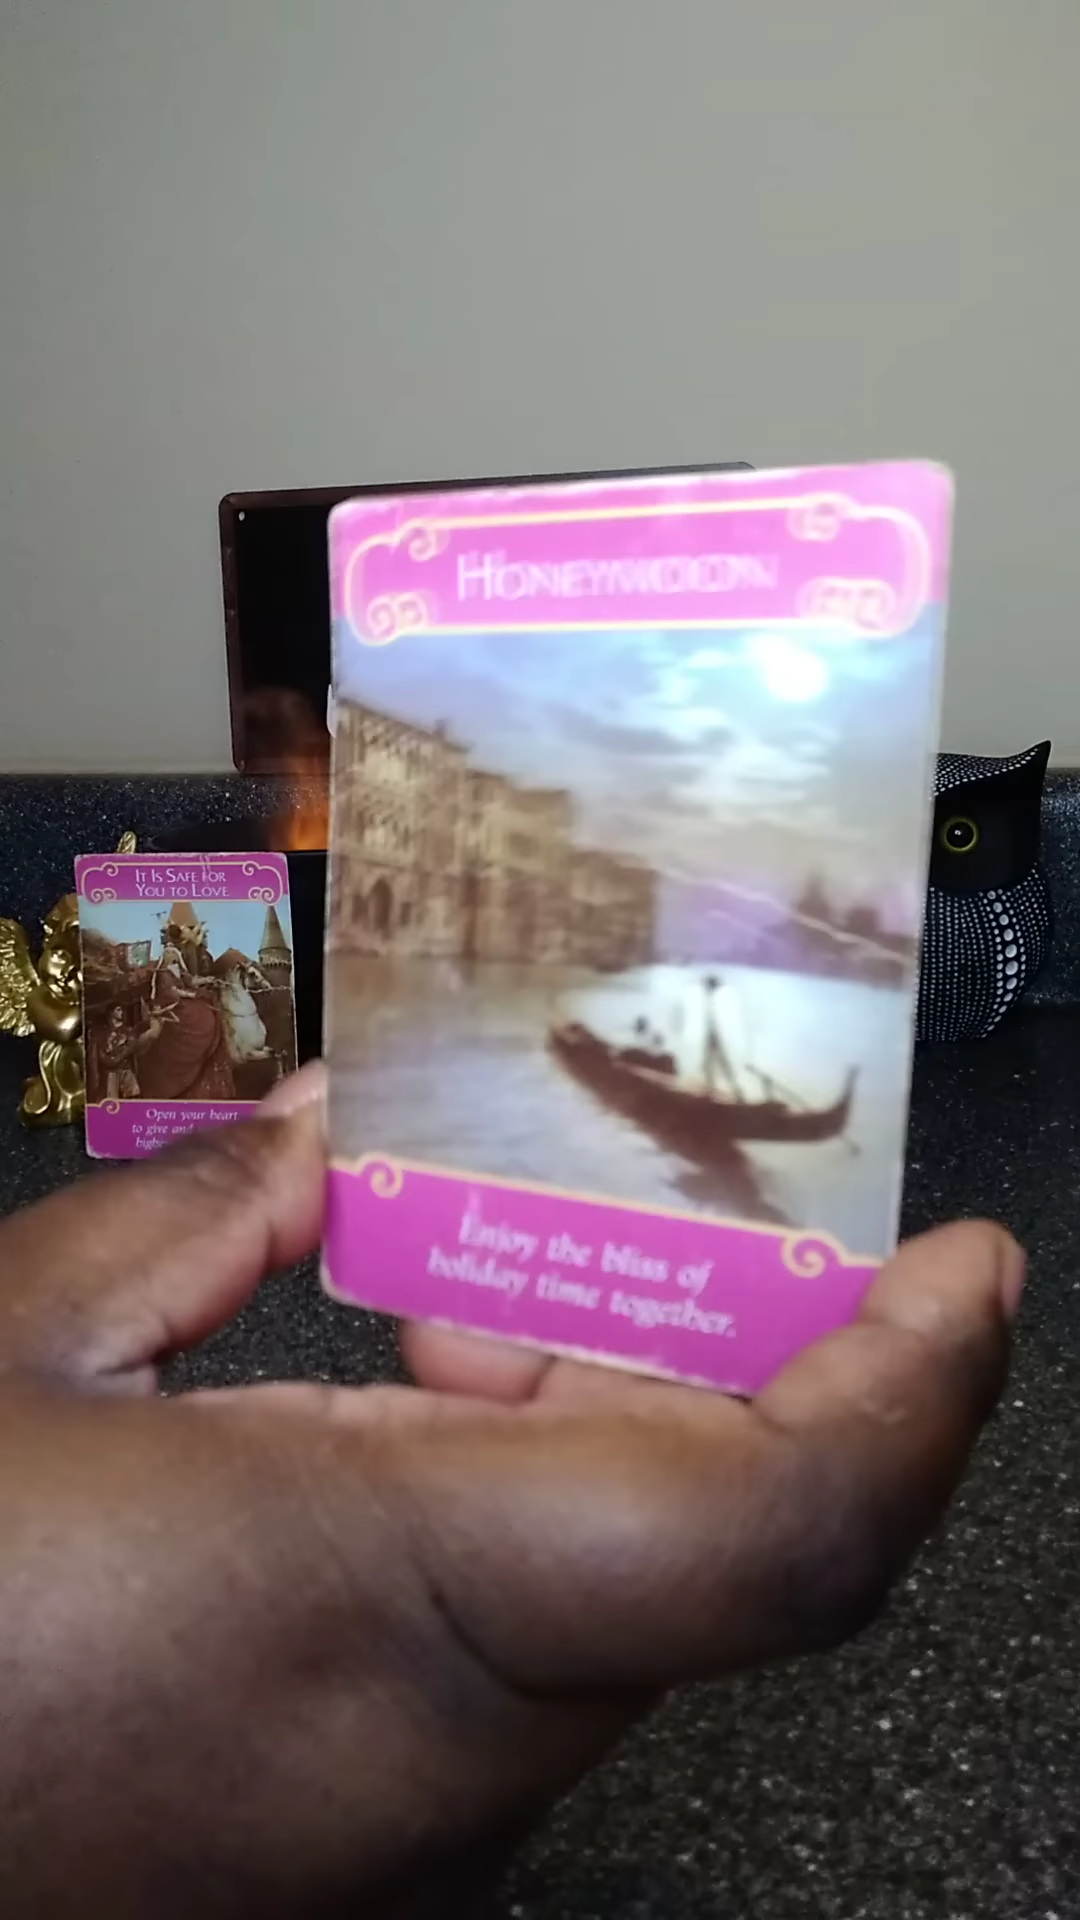 HONEYMOON
Enjoy the bliss of
holiday time together.
IT IS SAFE FOR
YOU TO LOVE
Open your heart
to give and